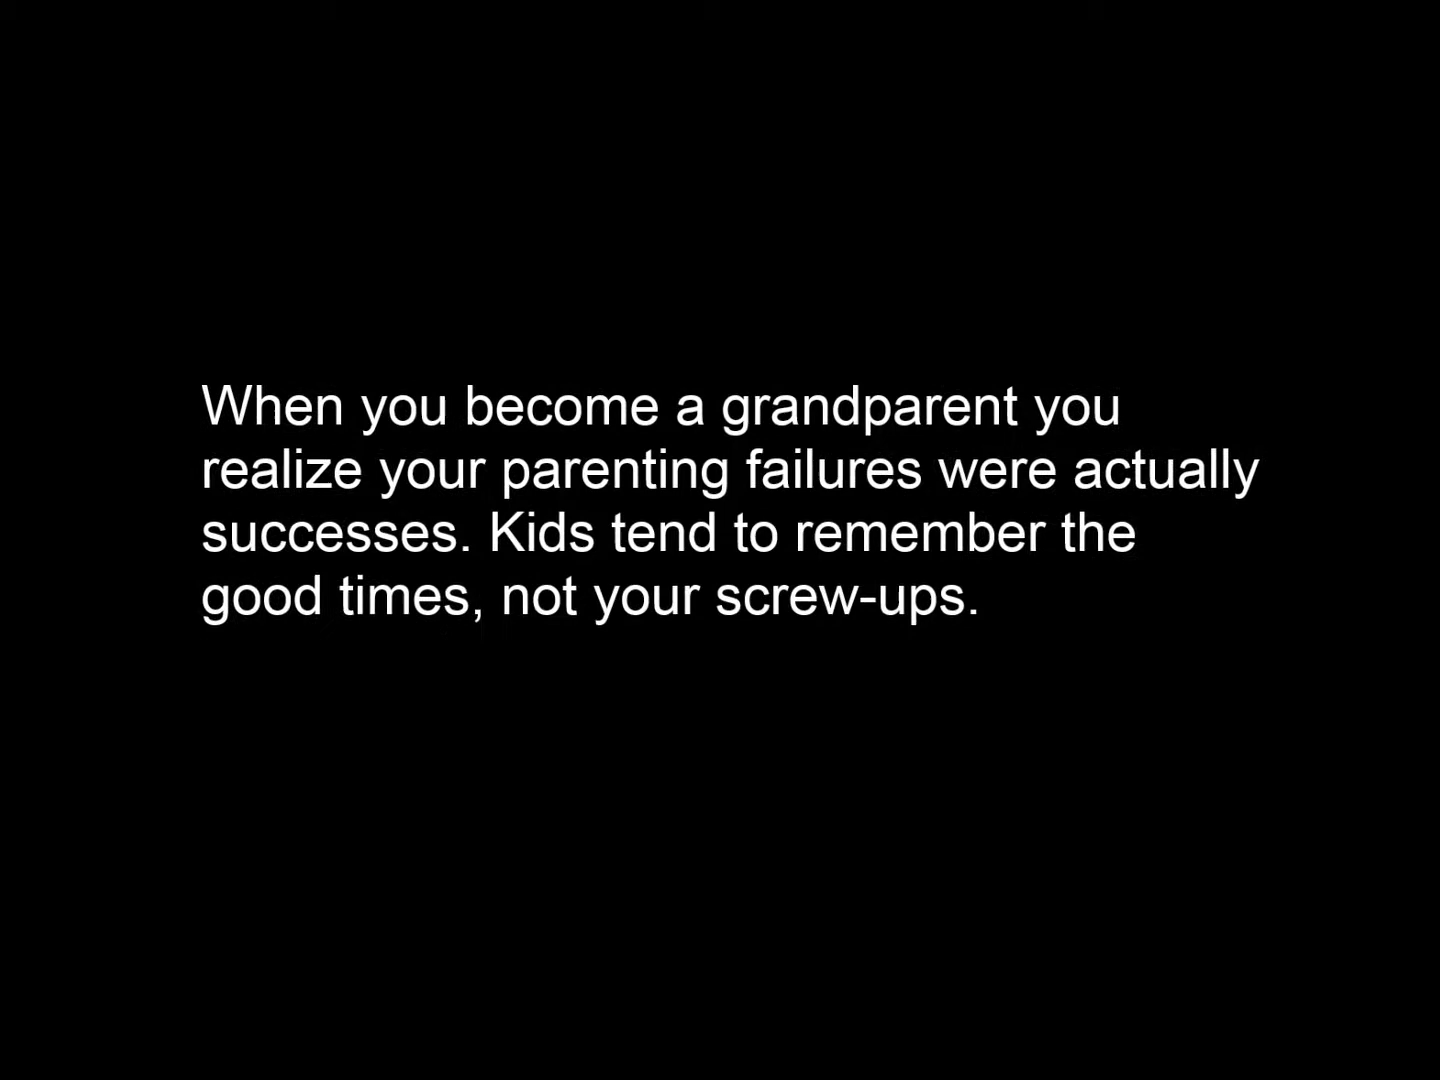 When you become a grandparent you
realize your parenting failures were actually
successes. Kids tend to remember the
good times, not your screw-ups.